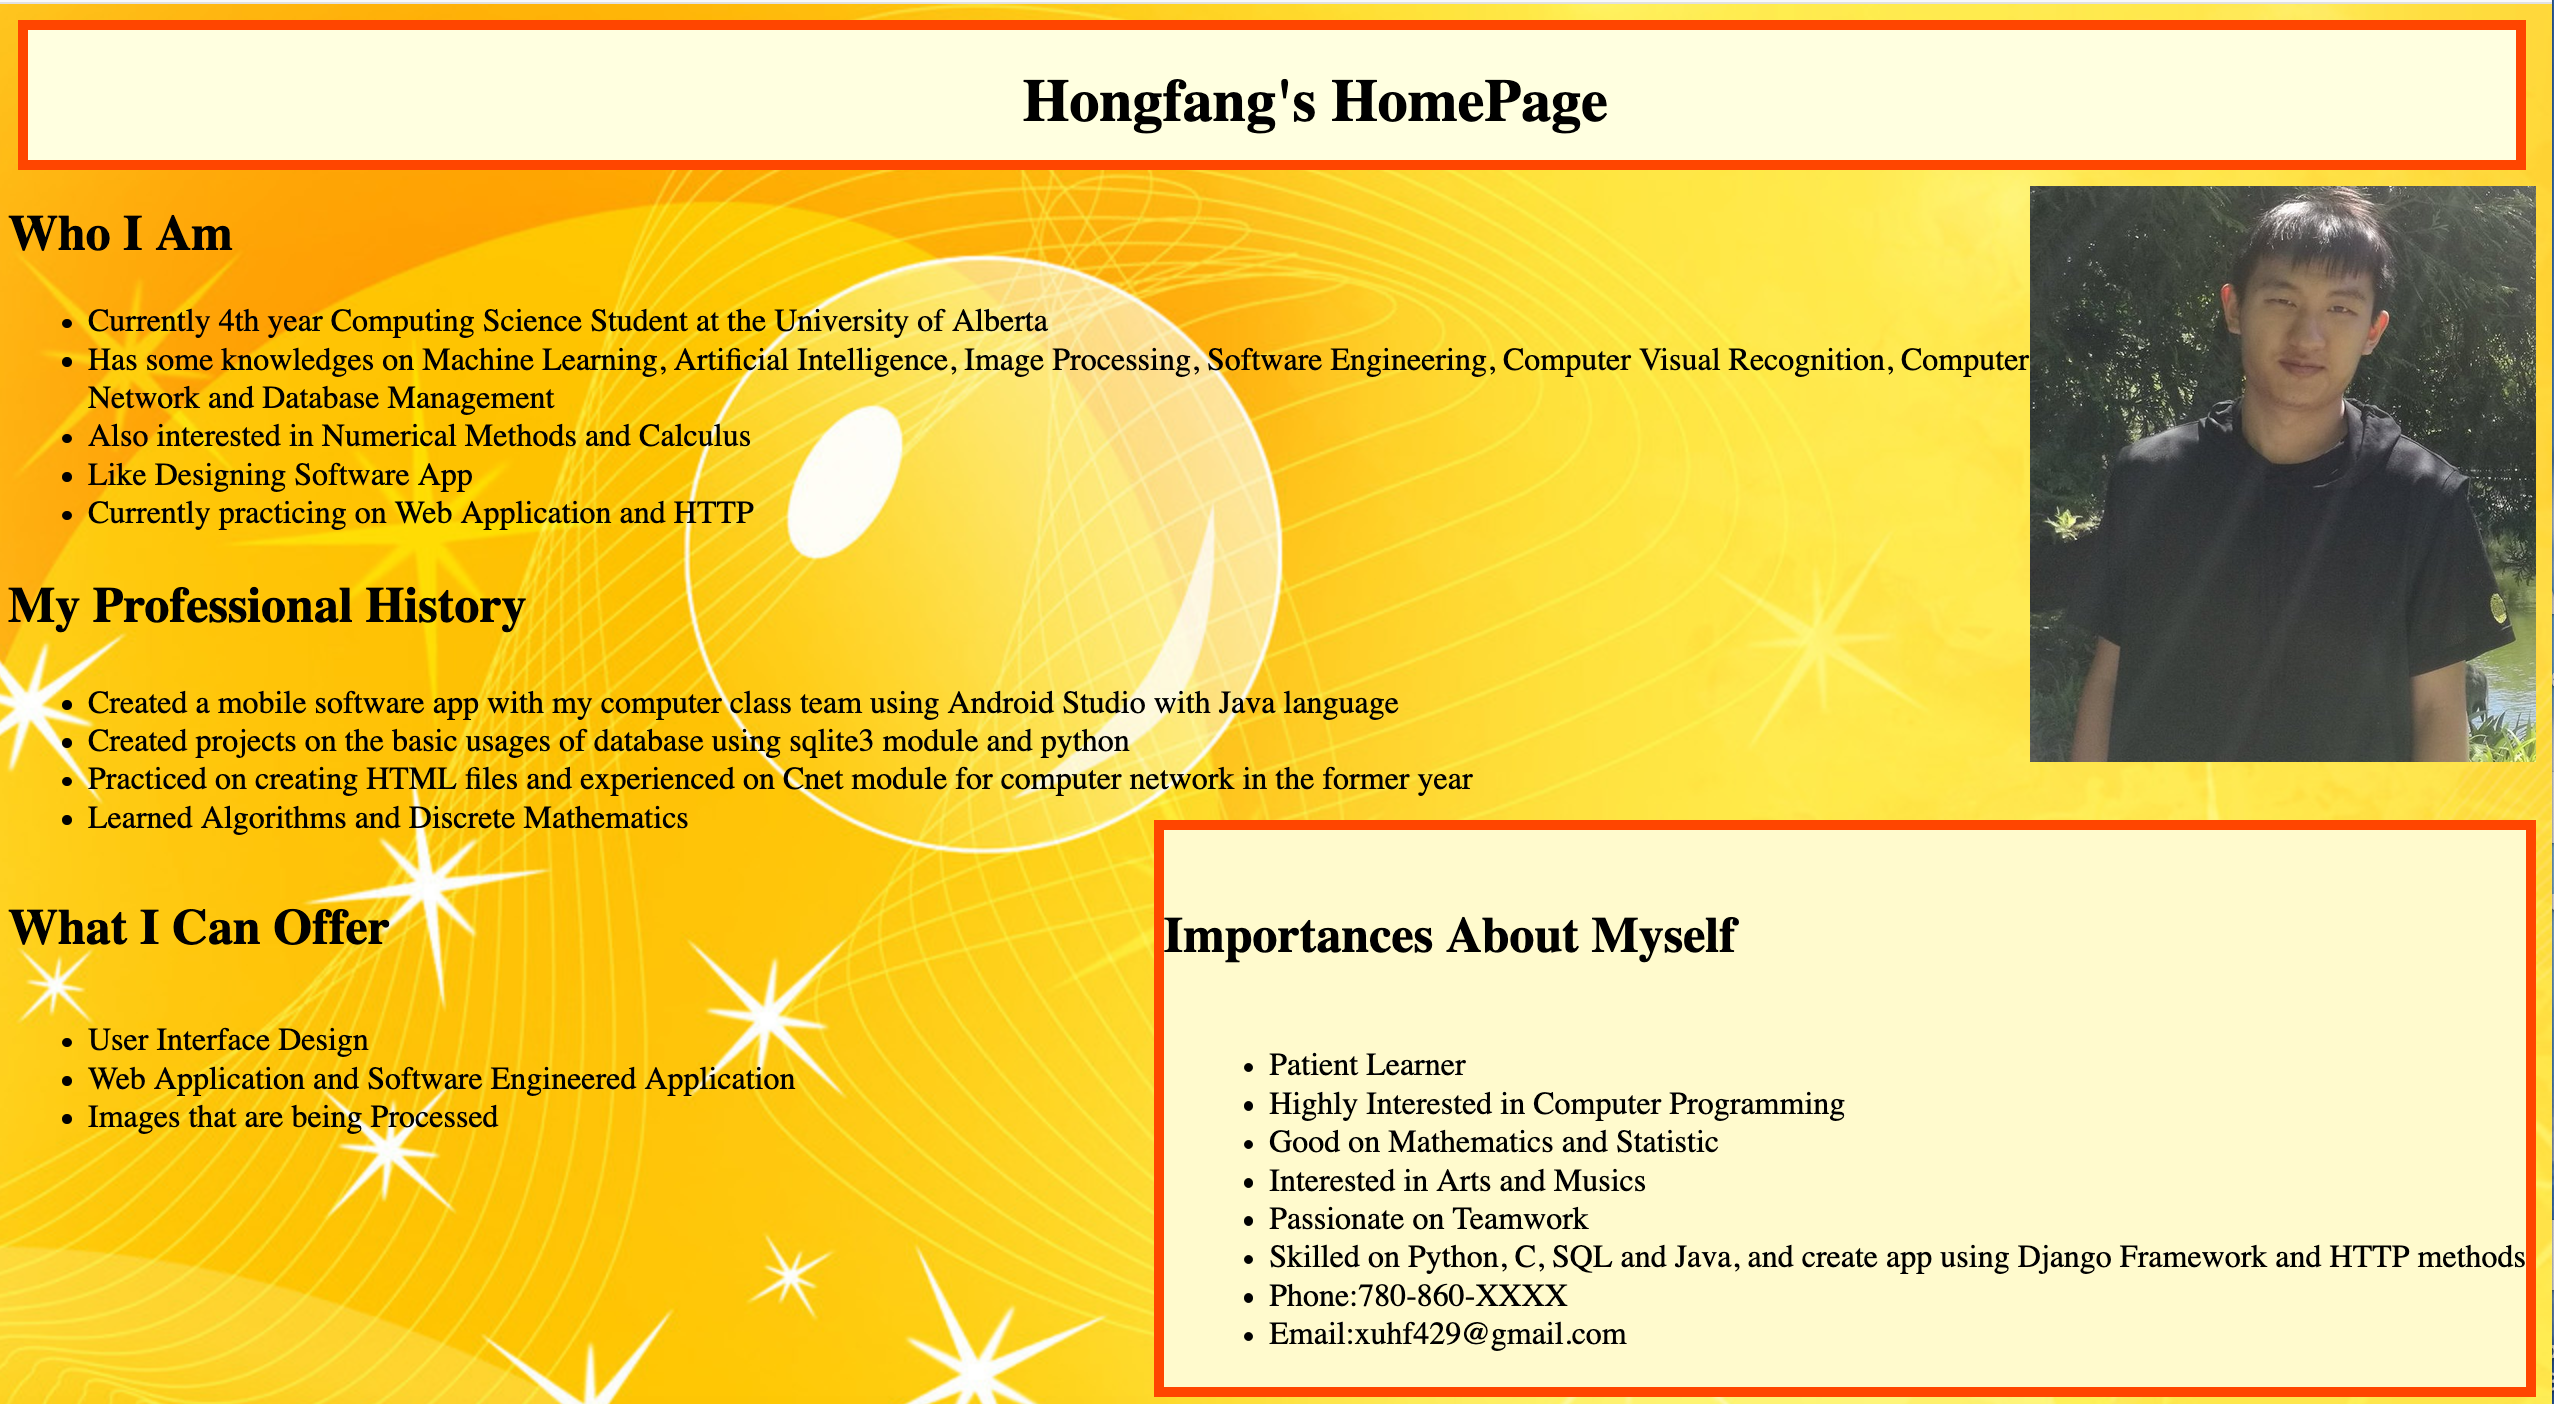 Hongfang's HomePage
Who I Am
Currently 4th year Computing Science Student at the University of Alberta
Has some knowledges on Machine Learning, Artificial Intelligence, Image Processing, Software Engineering, Computer Visual Recognition, Computer
Network and Database Management
Also interested in Numerical Methods and Calculus
Like Designing Software App
Currently practicing on Web Application and HTTP
My Professional History
Created a mobile software app with my computer class team using Android Studio with Java language
Created projects on the basic usages of database using sqlite3 module and python
Practiced on creating HTML files and experienced on Cnet module for computer network in the former year
Learned Algorithms and Discrete Mathematics
What I Can Offer
User Interface Design
Web Application and Software Engineered Application
Images that are being Processed
Importances About Myself
Patient Learner
Highly Interested in Computer Programming
Good on Mathematics and Statistic
Interested in Arts and Musics
Passionate on Teamwork
Skilled on Python, C, SQL and Java, and create app using Django Framework and HTTP methods
Phone:780-860-XXXX
Email:xuhf429@gmail.com